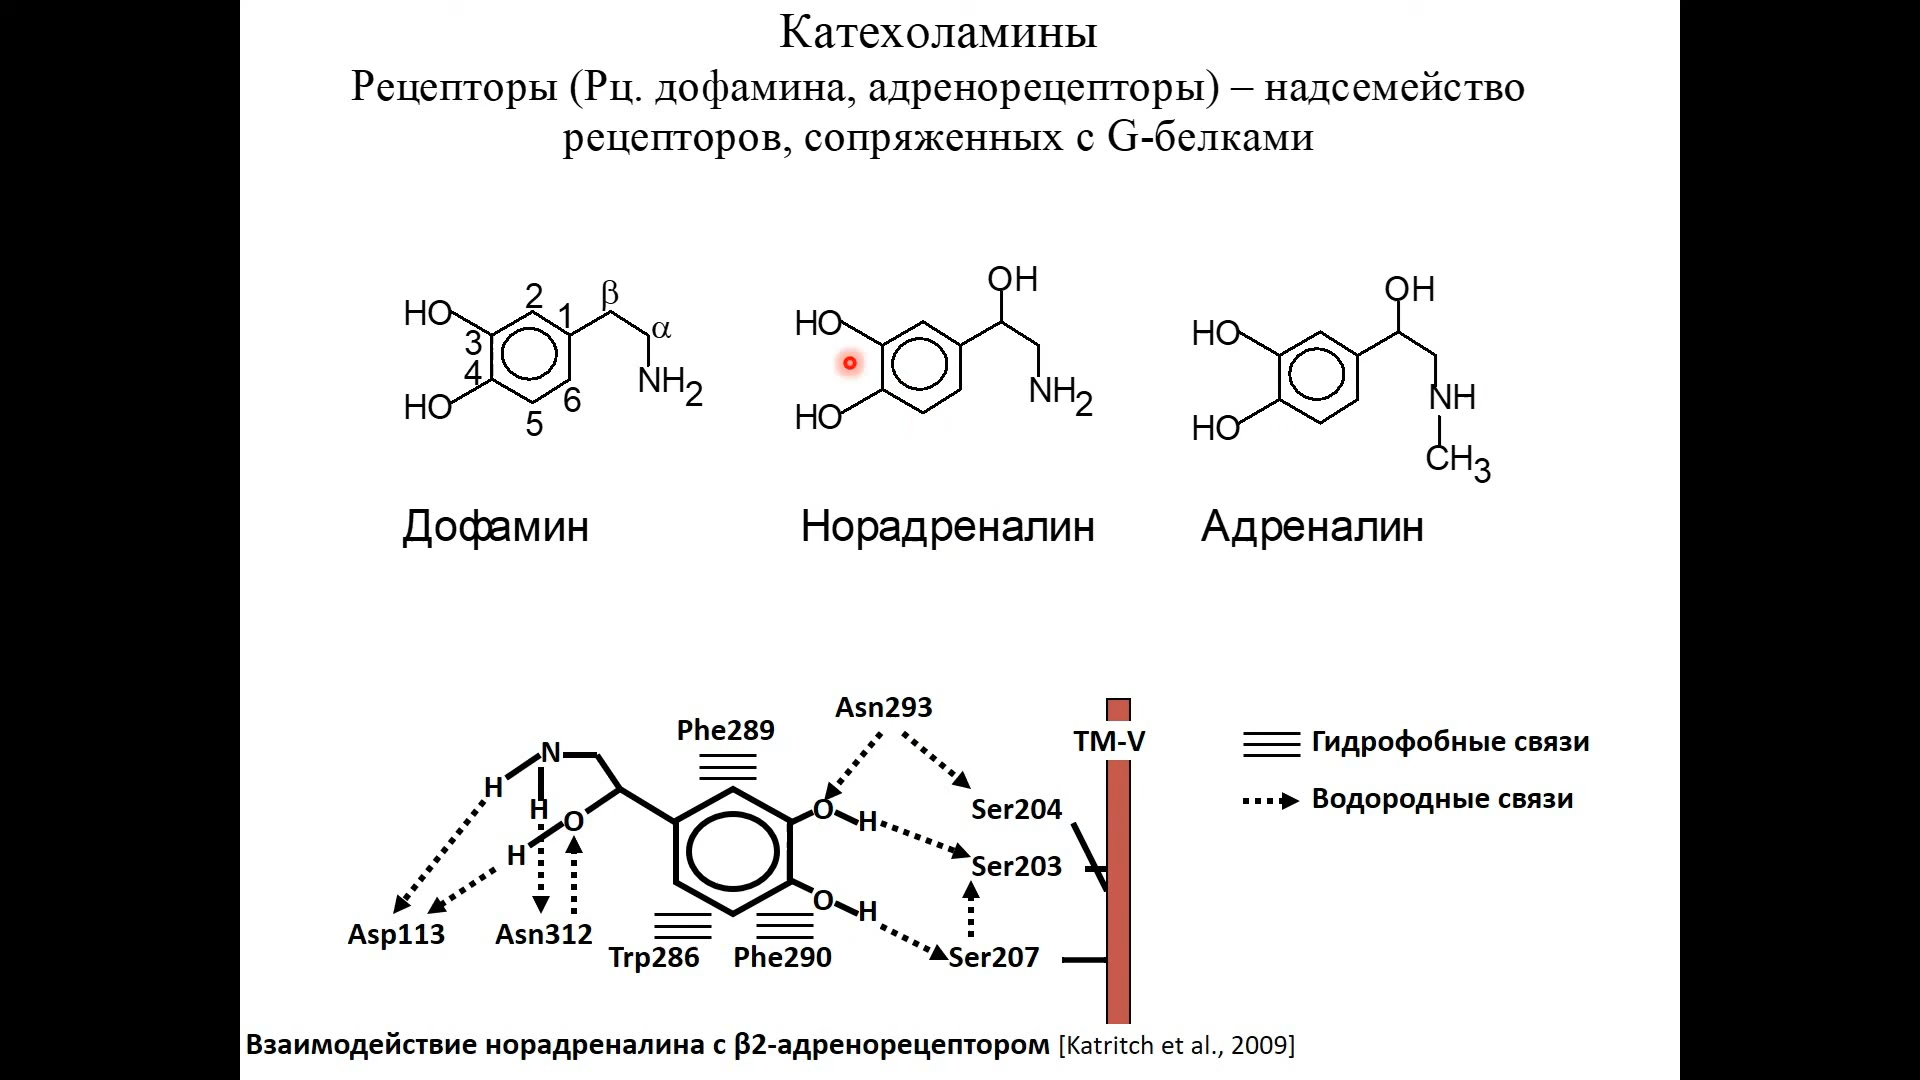 Катехоламины
Рецепторы (Рц. дофамина, адренорецепторы) – надсемейство
рецепторов, сопряженных с G-белками
HO
HO
2
1
3
4
5
6
β
α
NH2
HO
HO
OH
NH2
HO
HO
OH
NH
CH3
Дофамин
Норадреналин
Адреналин
Asn293
Phe289
TM-V
Гидрофобные связи
N
H
H
O
H
O
H
Ser204
Водородные связи
Ser203
O
H
Asp113
Asn312
Trp286
Phe290
Ser207
Взаимодействие норадреналина с β2-адренорецептором [Katritch et al., 2009]